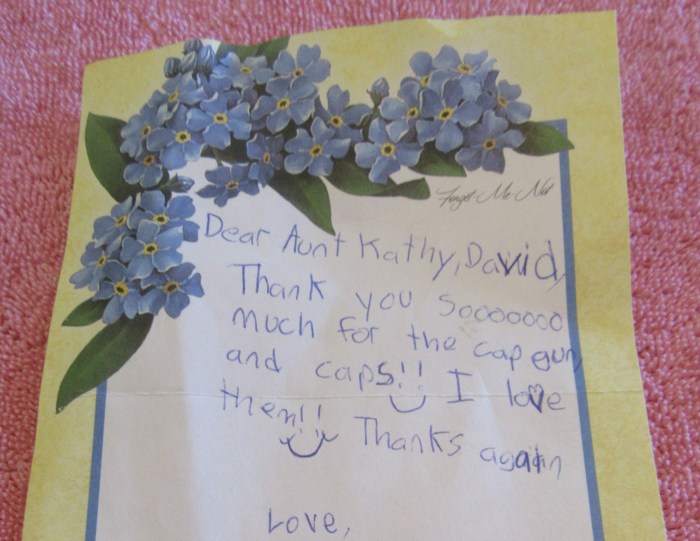 Forget-Me-Not
Dear Aunt Kathy, David,
Thank you Sooooooo
much for the cap gun
and caps!! I love
them!! Thanks again
Love,